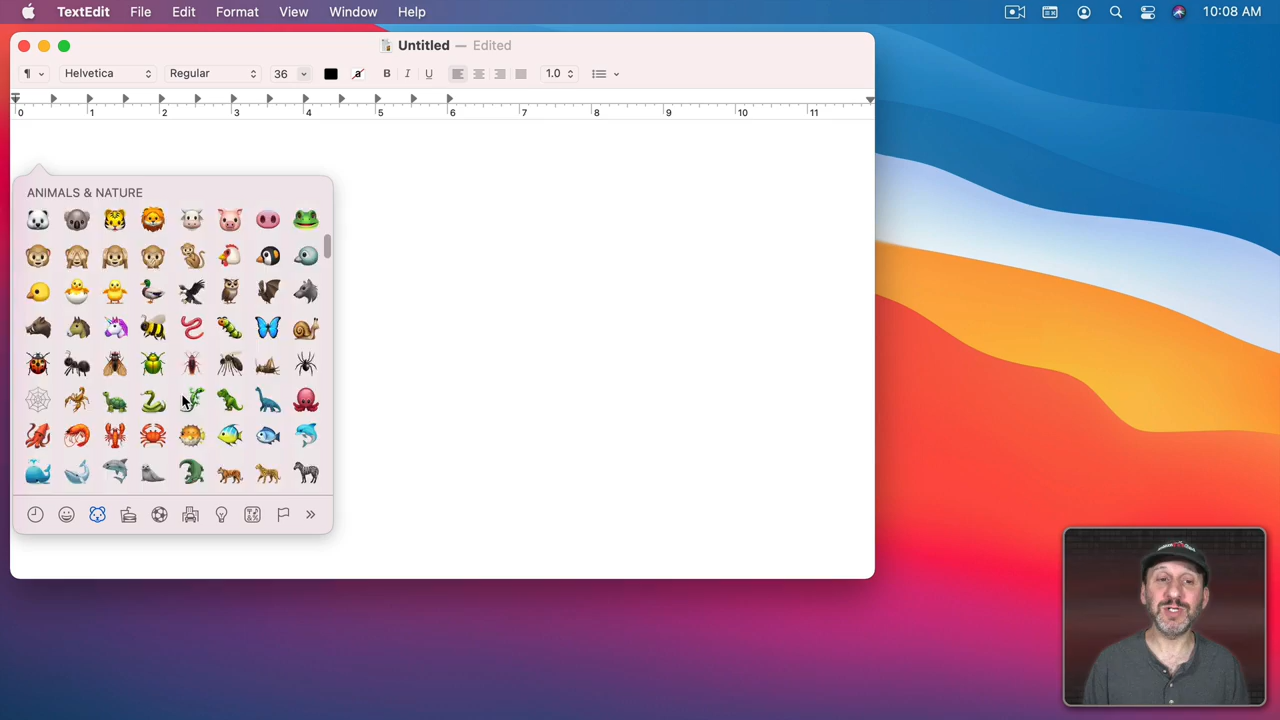 TextEdit File Edit Format View Window Help 10:08 AM
Untitled — Edited
¶ Helvetica Regular 36 a B I U 1.0
0 1 2 3 4 5 6 7 8 9 10 11
ANIMALS & NATURE